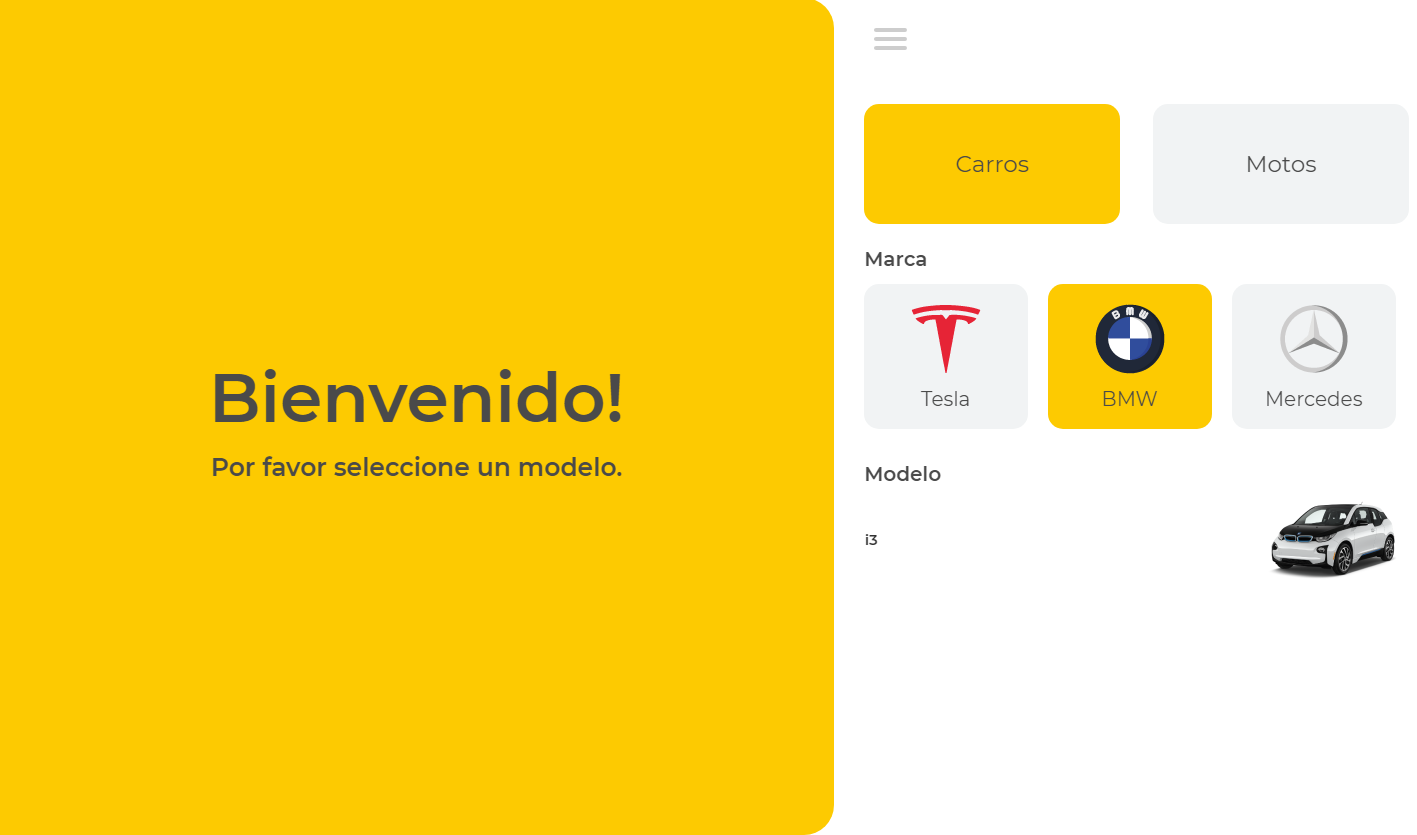 Bienvenido!
Por favor seleccione un modelo.
Carros
Motos
Marca
BMW
Tesla
BMW
Mercedes
Modelo
i3